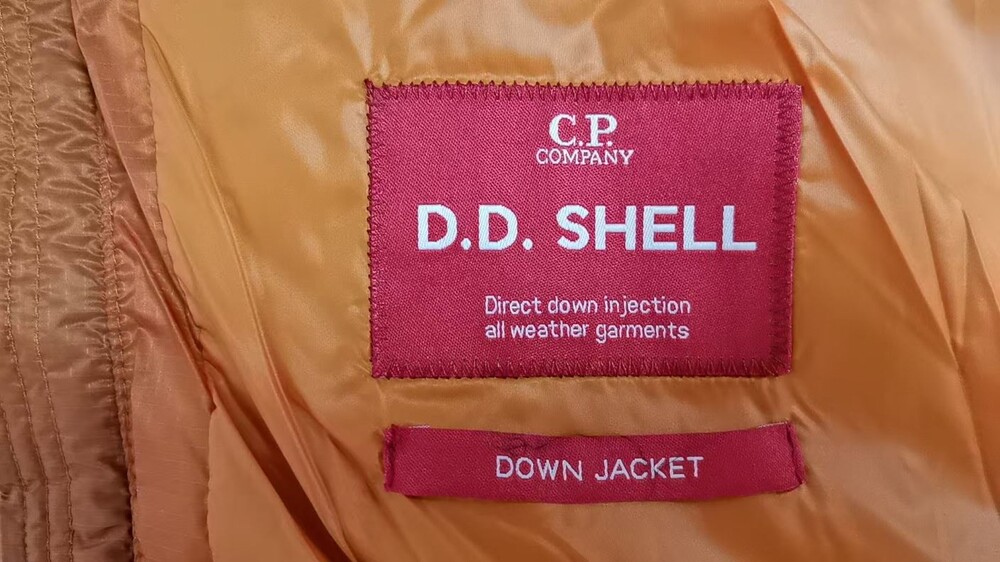 C.P.
COMPANY
D.D. SHELL
Direct down injection
all weather garments
DOWN JACKET